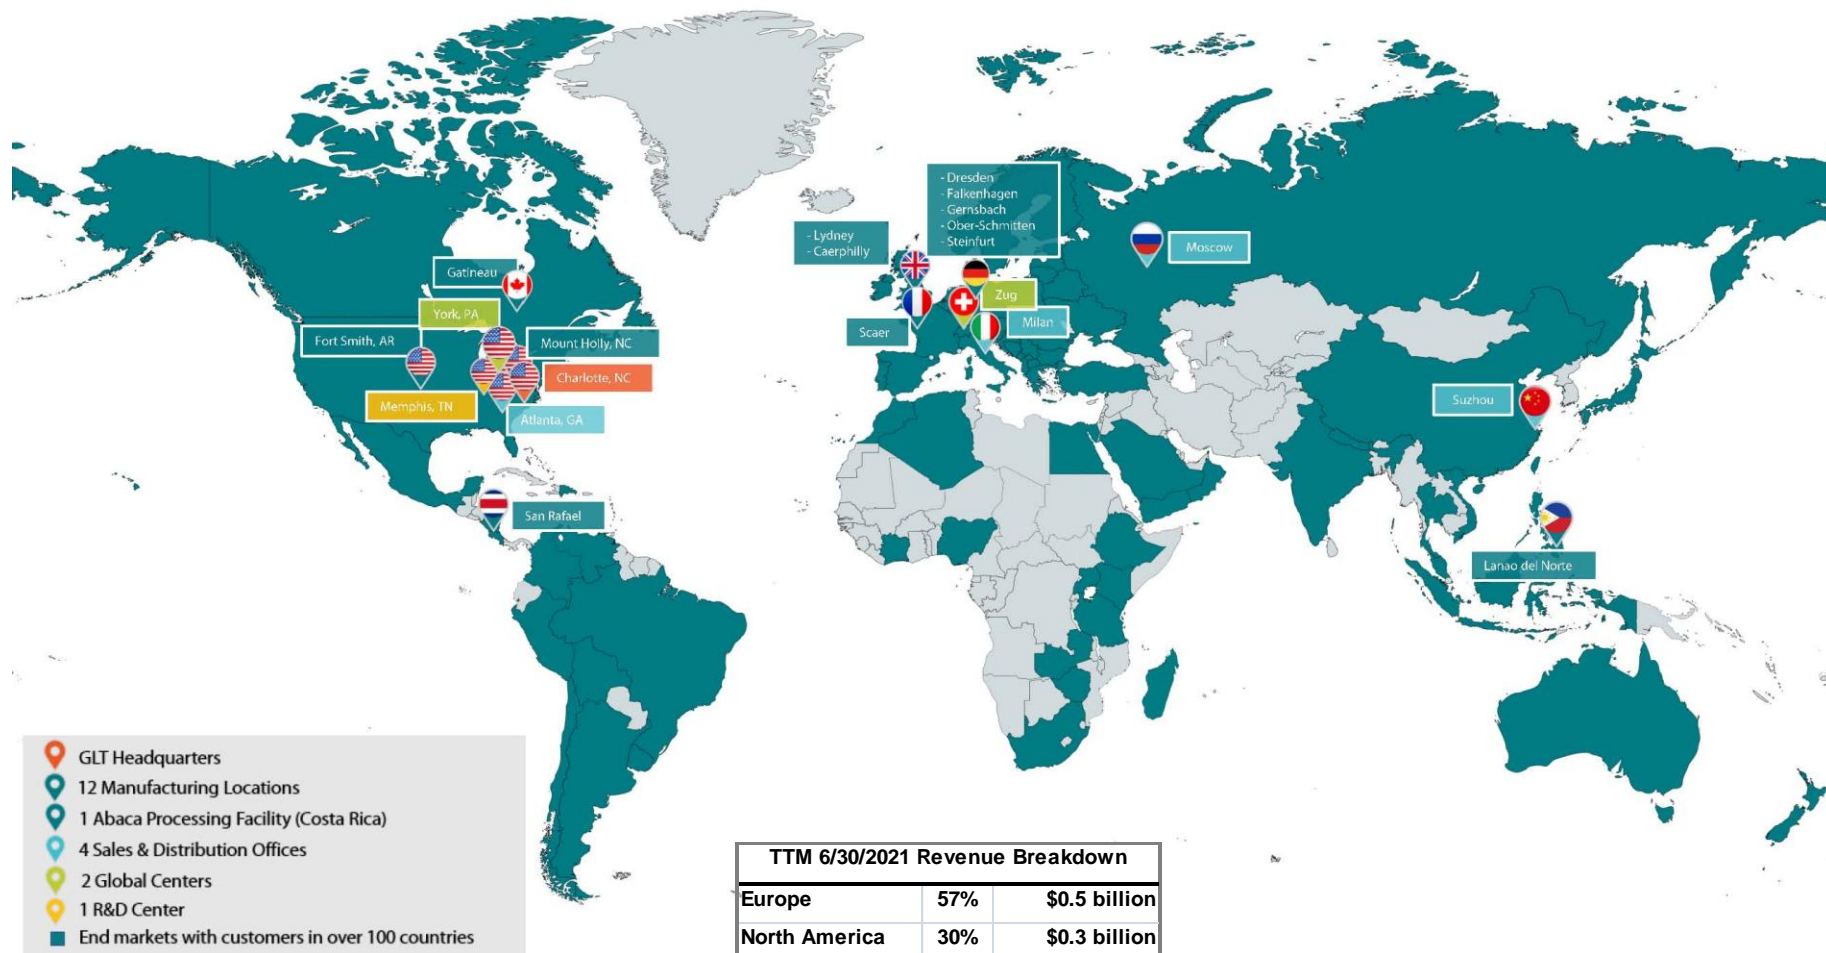 - Dresden
- Falkenhagen
- Gernsbach
- Ober-Schmitten
- Steinfurt
- Lydney
- Caerphilly
Moscow
Gatineau
Zug
York, PA
Milan
Scaer
Fort Smith, AR
Mount Holly, NC
Charlotte, NC
Memphis, TN
Atlanta, GA
Suzhou
San Rafael
Lanao del Norte
GLT Headquarters
12 Manufacturing Locations
1 Abaca Processing Facility (Costa Rica)
4 Sales & Distribution Offices
2 Global Centers
1 R&D Center
End markets with customers in over 100 countries
TTM 6/30/2021 Revenue Breakdown
Europe 57% $0.5 billion
North America 30% $0.3 billion